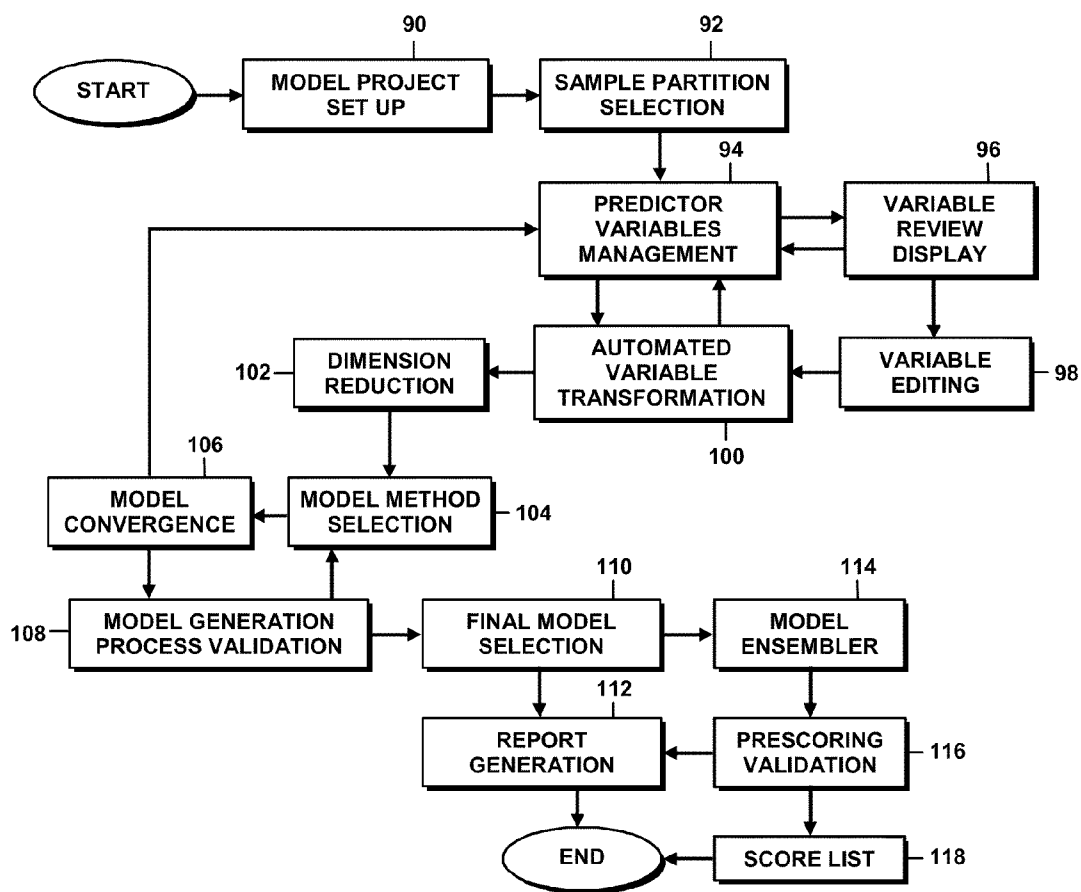 90
92
START
MODEL PROJECT
SET UP
SAMPLE PARTITION
SELECTION
94
96
PREDICTOR
VARIABLES
MANAGEMENT
VARIABLE
REVIEW
DISPLAY
102
DIMENSION
REDUCTION
AUTOMATED
VARIABLE
TRANSFORMATION
VARIABLE
EDITING
98
100
106
MODEL
CONVERGENCE
MODEL METHOD
SELECTION
104
110
114
108
MODEL GENERATION
PROCESS VALIDATION
FINAL MODEL
SELECTION
MODEL
ENSEMBLER
112
REPORT
GENERATION
PRESCORING
VALIDATION
116
END
SCORE LIST
118